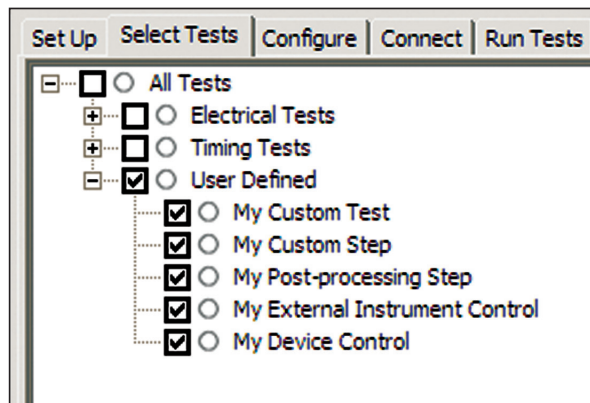 Set Up Select Tests Configure Connect Run Tests
All Tests
Electrical Tests
Timing Tests
User Defined
My Custom Test
My Custom Step
My Post-processing Step
My External Instrument Control
My Device Control